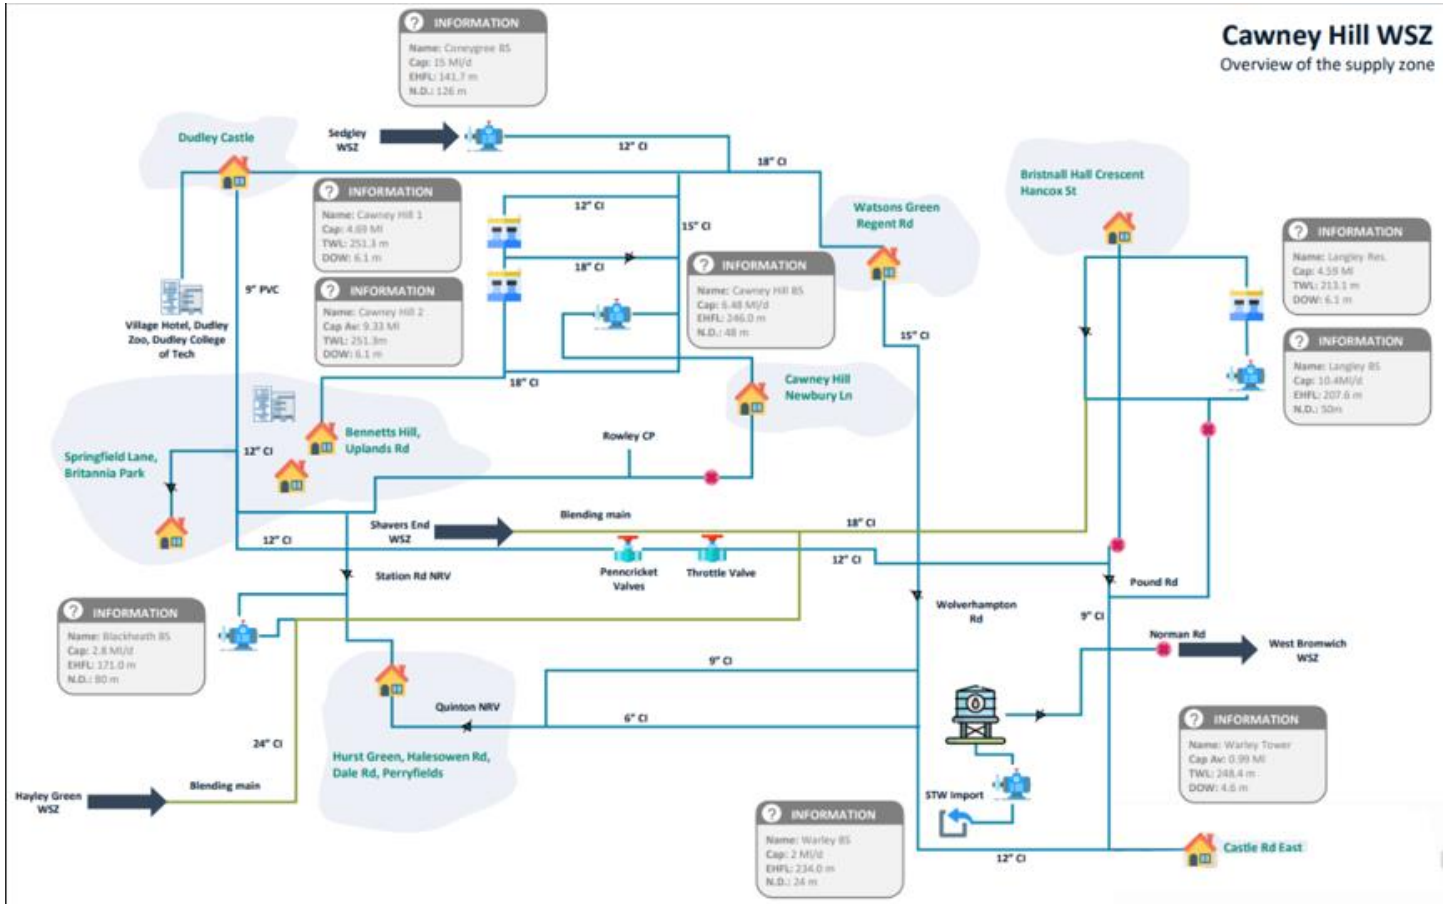 Cawney Hill WSZ
Overview of the supply zone
? INFORMATION
Name: Coneygree BS
Cap: 15 Ml/d
EHFL: 141.7 m
N.D.: 126 m
Sedgley
WSZ
12" CI
18" CI
Dudley Castle
? INFORMATION
Name: Cawney Hill 1
Cap: 4.69 Ml
TWL: 251.3 m
DOW: 6.1 m
12" CI
15" CI
18" CI
Watsons Green
Regent Rd
Bristnall Hall Crescent
Hancox St
? INFORMATION
Name: Langley Res.
Cap: 4.59 Ml
TWL: 213.1 m
DOW: 6.1 m
? INFORMATION
Name: Cawney Hill BS
Cap: 6.48 Ml/d
EHFL: 246.0 m
N.D.: 48 m
? INFORMATION
Name: Cawney Hill 2
Cap Av: 9.33 Ml
TWL: 251.3m
DOW: 6.1 m
9" PVC
Village Hotel, Dudley
Zoo, Dudley College
of Tech
15" CI
? INFORMATION
Name: Langley BS
Cap: 10.4Ml/d
EHFL: 207.6 m
N.D.: 50m
18" CI
Cawney Hill
Newbury Ln
Bennetts Hill,
Uplands Rd
Rowley CP
12" CI
Springfield Lane,
Britannia Park
Shavers End
WSZ
Blending main
18" CI
12" CI
Penncricket
Valves
Throttle Valve
12" CI
Station Rd NRV
Pound Rd
Wolverhampton
Rd
9" CI
? INFORMATION
Name: Blackheath BS
Cap: 2.8 Ml/d
EHFL: 171.0 m
N.D.: 80 m
Norman Rd
West Bromwich
WSZ
9" CI
Quinton NRV
6" CI
24" CI
Hurst Green, Halesowen Rd,
Dale Rd, Perryfields
? INFORMATION
Name: Warley Tower
Cap Av: 0.99 Ml
TWL: 248.4 m
DOW: 4.6 m
Hayley Green
WSZ
Blending main
STW Import
? INFORMATION
Name: Warley BS
Cap: 2 Ml/d
EHFL: 234.0 m
N.D.: 24 m
12" CI
Castle Rd East